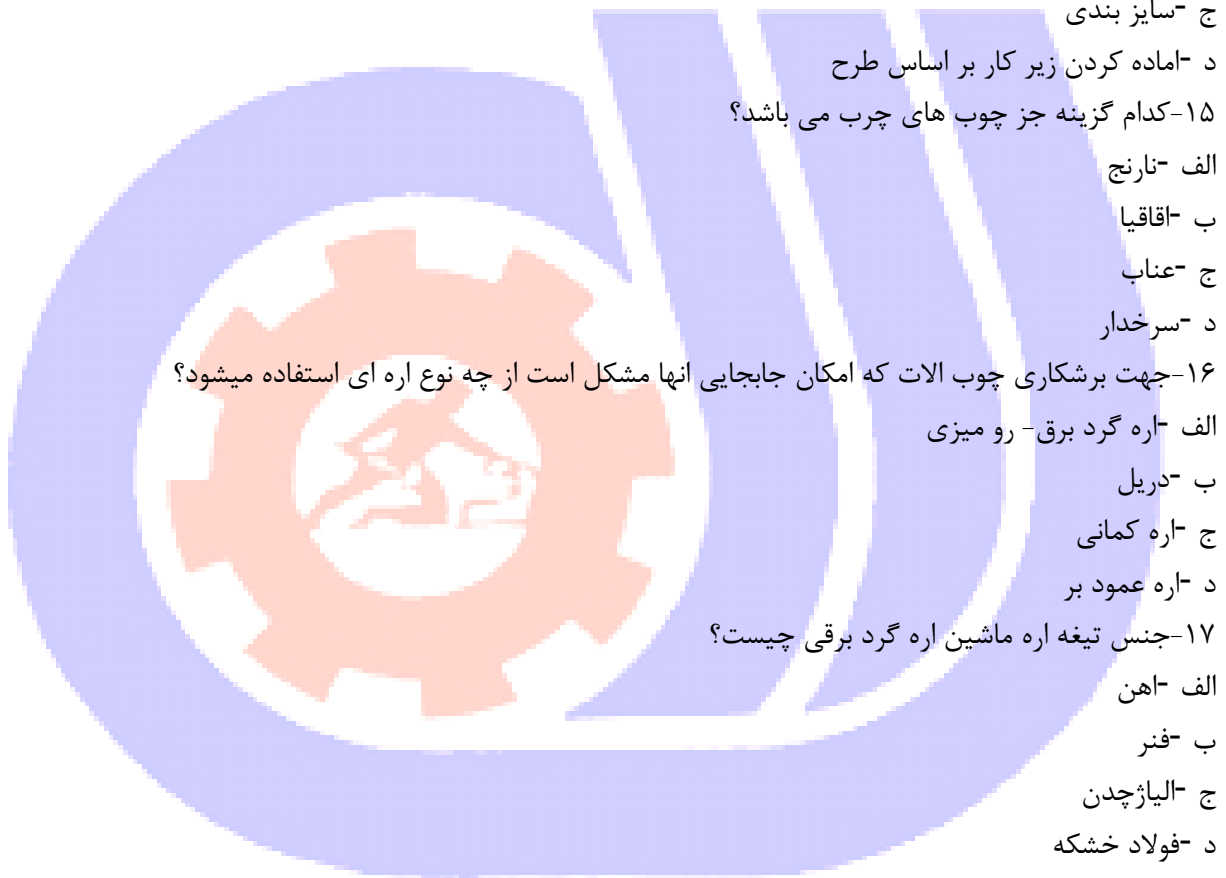 ج -سایز بندی
د -اماده کردن زیر کار بر اساس طرح
۱۵-کدام گزینه جز چوب های چرب می باشد؟
الف -نارنج
ب -اقاقیا
ج -عناب
د -سرخدار
۱۶-جهت برشکاری چوب الات که امکان جابجایی انها مشکل است از چه نوع اره ای استفاده میشود؟
الف -اره گرد برق- رو میزی
ب -دریل
ج -اره کمانی
د -اره عمود بر
۱۷-جنس تیغه اره ماشین اره گرد برقی چیست؟
الف -اهن
ب -فنر
ج -الیاژچدن
د -فولاد خشکه